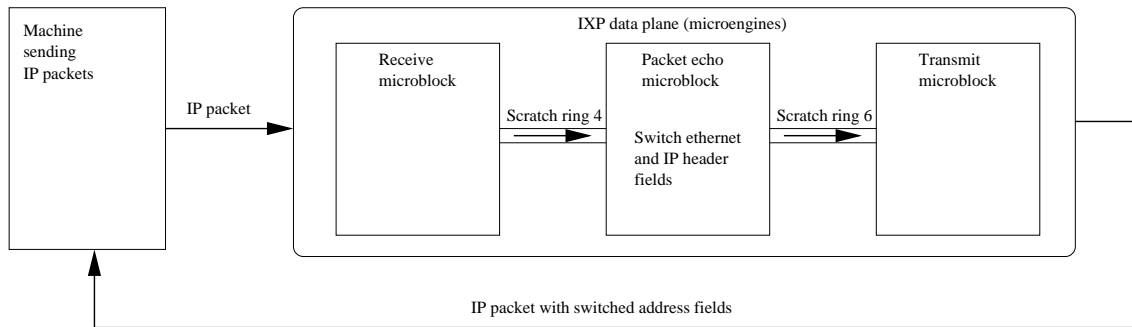 Machine
sending
IP packets
IP packet
IXP data plane (microengines)
Receive
microblock
Scratch ring 4
Packet echo
microblock
Switch ethernet
and IP header
fields
Scratch ring 6
Transmit
microblock
IP packet with switched address fields